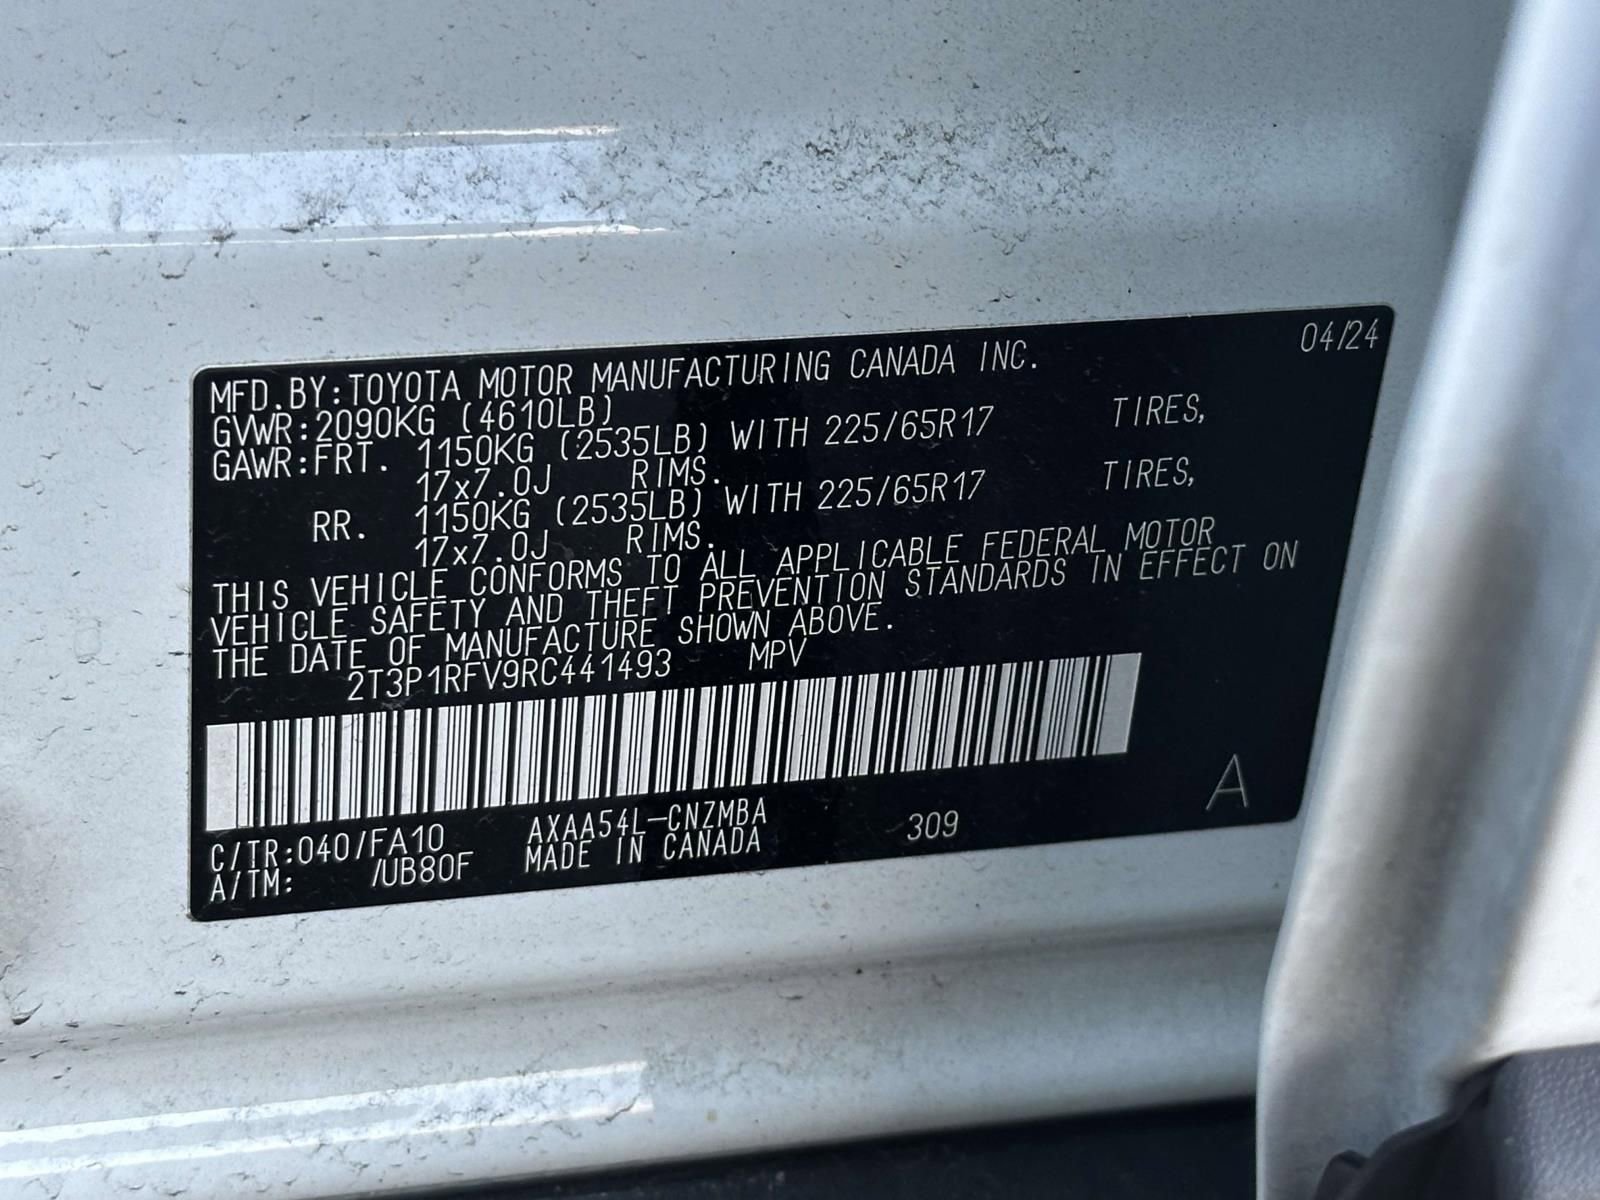 04/24
MFD.BY:TOYOTA MOTOR MANUFACTURING CANADA INC.
GVWR:2090KG (4610LB)
GAWR:FRT. 1150KG (2535LB) WITH 225/65R17 TIRES,
17x7.0J RIMS.
RR. 1150KG (2535LB) WITH 225/65R17 TIRES,
17x7.0J RIMS.
THIS VEHICLE CONFORMS TO ALL APPLICABLE FEDERAL MOTOR
VEHICLE SAFETY AND THEFT PREVENTION STANDARDS IN EFFECT ON
THE DATE OF MANUFACTURE SHOWN ABOVE.
2T3P1RFV9RC441493 MPV
A
C/TR:040/FA10 AXAA54L-CNZMBA 309
A/TM: /UB80F MADE IN CANADA